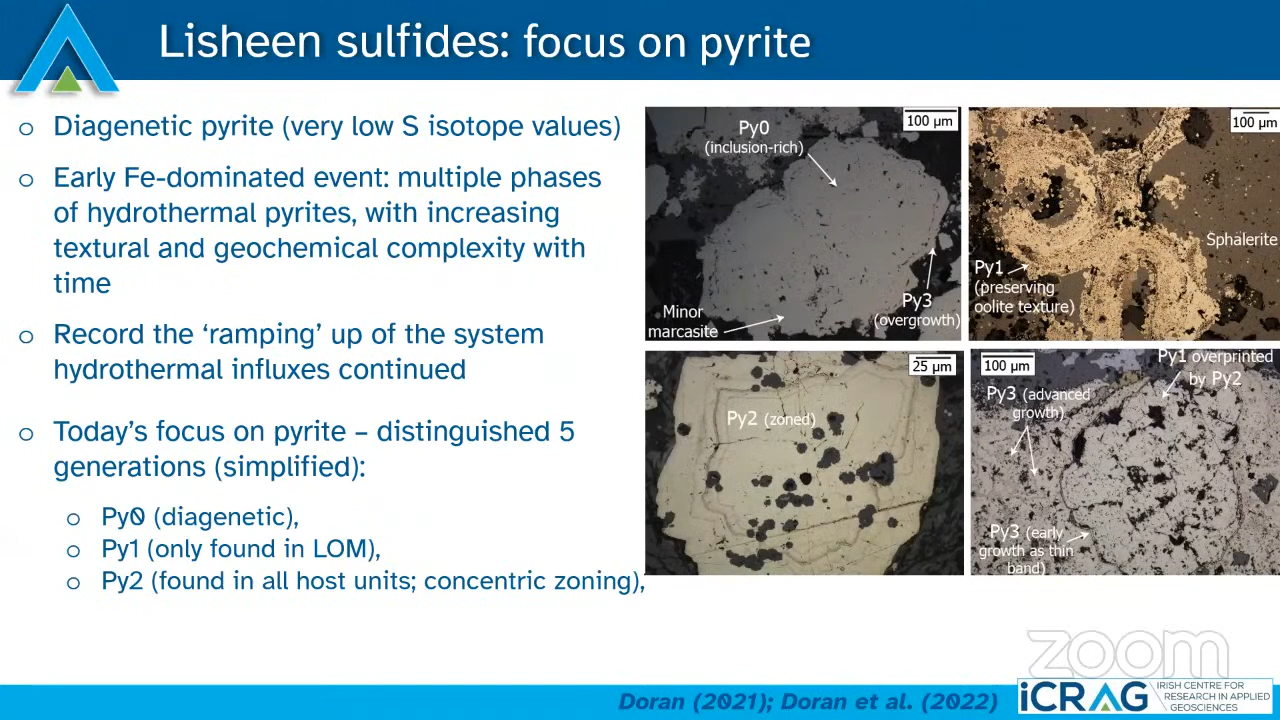 Lisheen sulfides: focus on pyrite
o Diagenetic pyrite (very low S isotope values)
o Early Fe-dominated event: multiple phases
of hydrothermal pyrites, with increasing
textural and geochemical complexity with
time
o Record the ‘ramping’ up of the system
hydrothermal influxes continued
o Today’s focus on pyrite – distinguished 5
generations (simplified):
o Py0 (diagenetic),
o Py1 (only found in LOM),
o Py2 (found in all host units; concentric zoning),
100 µm
Py0
(inclusion-rich)
Py3
(overgrowth)
Minor
marcasite
100 µm
Sphalerite
Py1
(preserving
oolite texture)
25 µm
Py2 (zoned)
100 µm
Py1 overprinted
by Py2
Py3 (advanced
growth)
Py3 (early
growth as thin
band)
zoom
Doran (2021); Doran et al. (2022)
iCRAG
IRISH CENTRE FOR
RESEARCH IN APPLIED
GEOSCIENCES